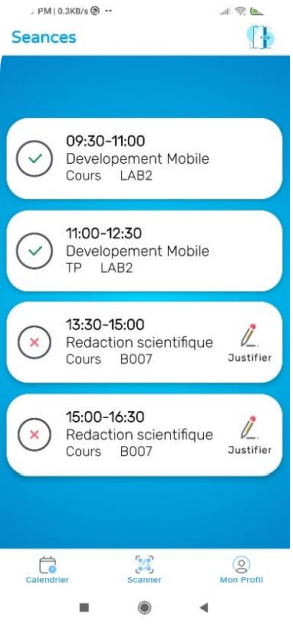 PM | 0.3KB/s
Seances
09:30-11:00
Developement Mobile
Cours LAB2
11:00-12:30
Developement Mobile
TP LAB2
13:30-15:00
Redaction scientifique
Cours B007
Justifier
15:00-16:30
Redaction scientifique
Cours B007
Justifier
Calendrier Scanner Mon Profil